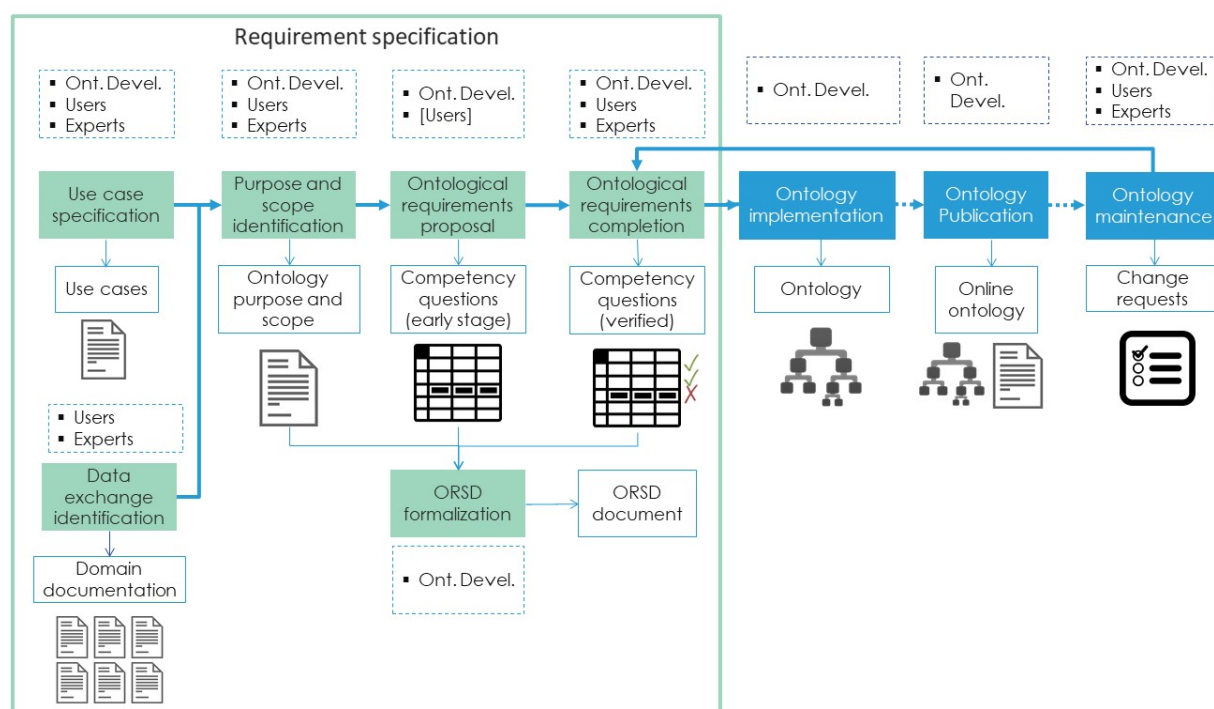 Requirement specification
▪ Ont. Devel.
▪ Users
▪ Experts
▪ Ont. Devel.
▪ Users
▪ Experts
▪ Ont. Devel.
▪ [Users]
▪ Ont. Devel.
▪ Users
▪ Experts
▪ Ont. Devel.
▪ Ont.
Devel.
▪ Ont. Devel.
▪ Users
▪ Experts
Use case
specification
Purpose and
scope
identification
Ontological
requirements
proposal
Ontological
requirements
completion
Ontology
implementation
Ontology
Publication
Ontology
maintenance
Use cases
Ontology
purpose and
scope
Competency
questions
(early stage)
Competency
questions
(verified)
Ontology
Online
ontology
Change
requests
▪ Users
▪ Experts
Data
exchange
identification
ORSD
formalization
ORSD
document
Domain
documentation
▪ Ont. Devel.